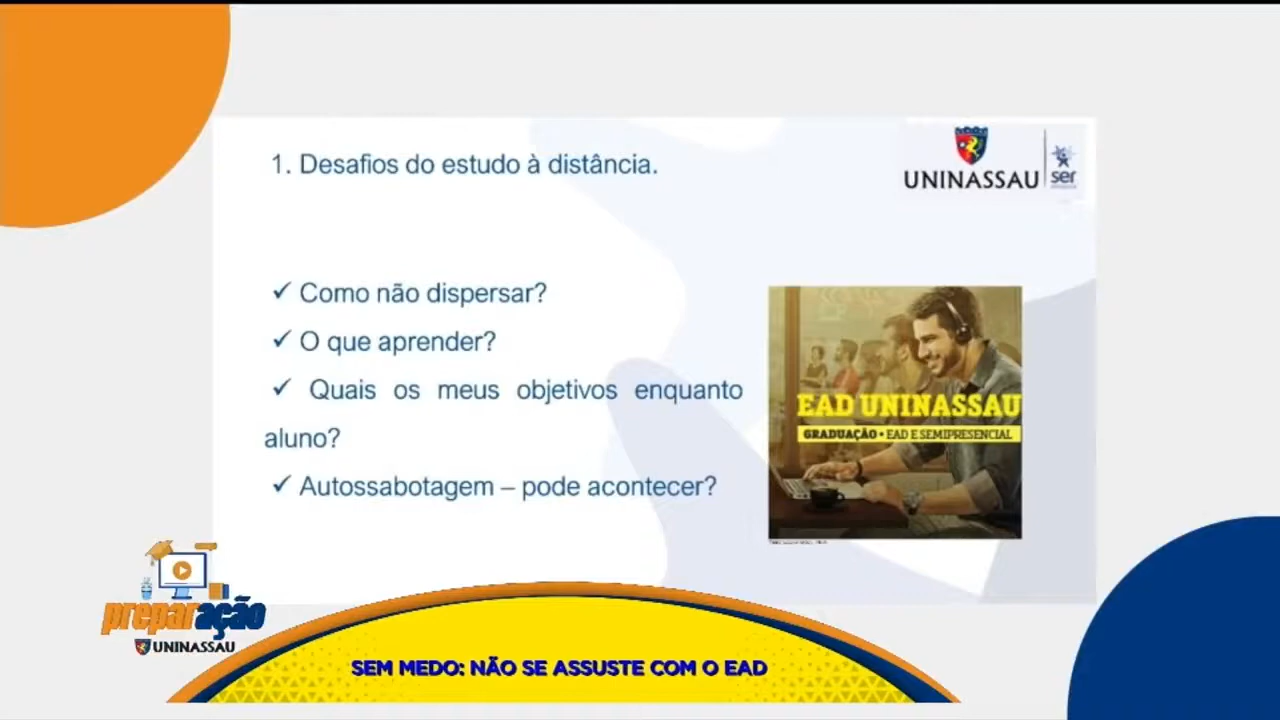 1. Desafios do estudo à distância.
UNINASSAU
ser
✓ Como não dispersar?
✓ O que aprender?
✓ Quais os meus objetivos enquanto
aluno?
✓ Autossabotagem – pode acontecer?
EAD UNINASSAU
GRADUAÇÃO • EAD E SEMIPRESENCIAL
preparação
UNINASSAU
SEM MEDO: NÃO SE ASSUSTE COM O EAD